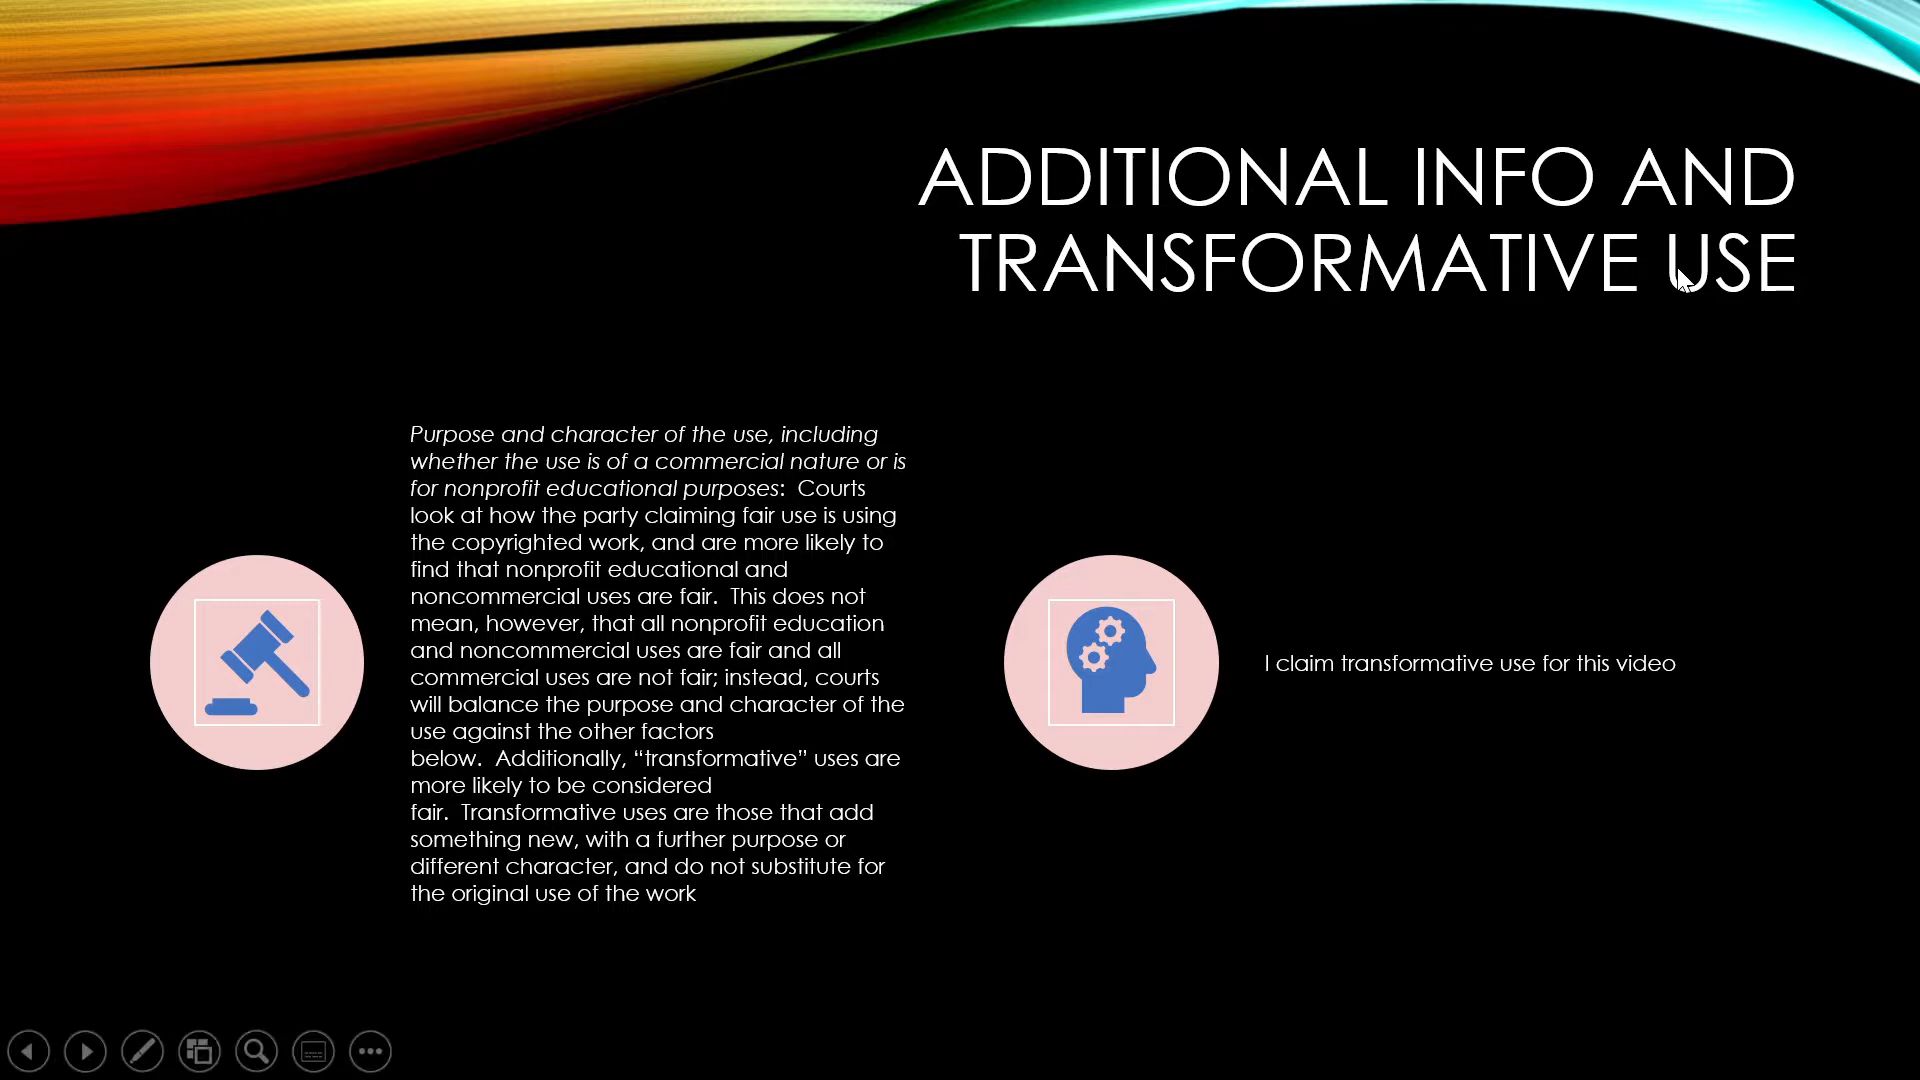 ADDITIONAL INFO AND
TRANSFORMATIVE USE
Purpose and character of the use, including
whether the use is of a commercial nature or is
for nonprofit educational purposes:  Courts
look at how the party claiming fair use is using
the copyrighted work, and are more likely to
find that nonprofit educational and
noncommercial uses are fair.  This does not
mean, however, that all nonprofit education
and noncommercial uses are fair and all
commercial uses are not fair; instead, courts
will balance the purpose and character of the
use against the other factors
below.  Additionally, “transformative” uses are
more likely to be considered
fair.  Transformative uses are those that add
something new, with a further purpose or
different character, and do not substitute for
the original use of the work
I claim transformative use for this video